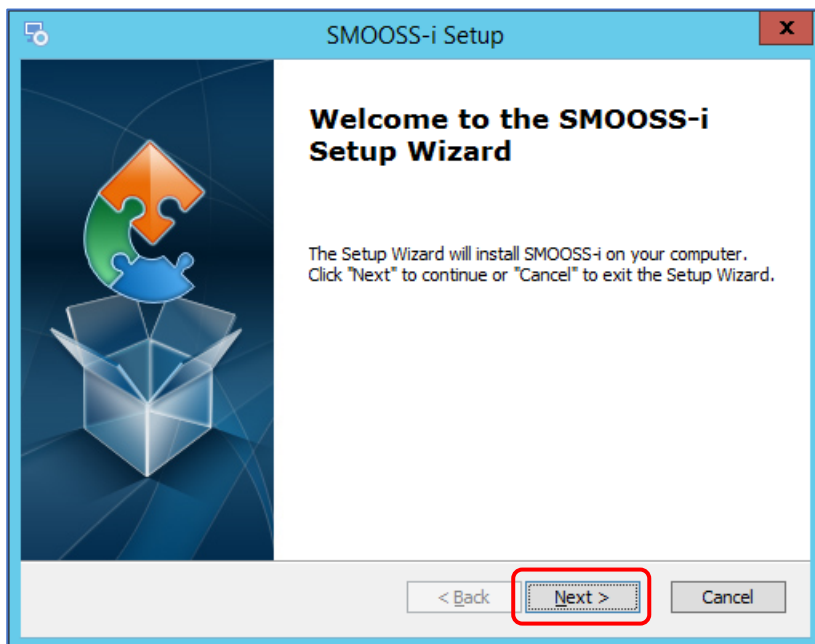 SMOOSS-i Setup
x
Welcome to the SMOOSS-i
Setup Wizard
The Setup Wizard will install SMOOSS-i on your computer.
Click "Next" to continue or "Cancel" to exit the Setup Wizard.
< Back Next > Cancel